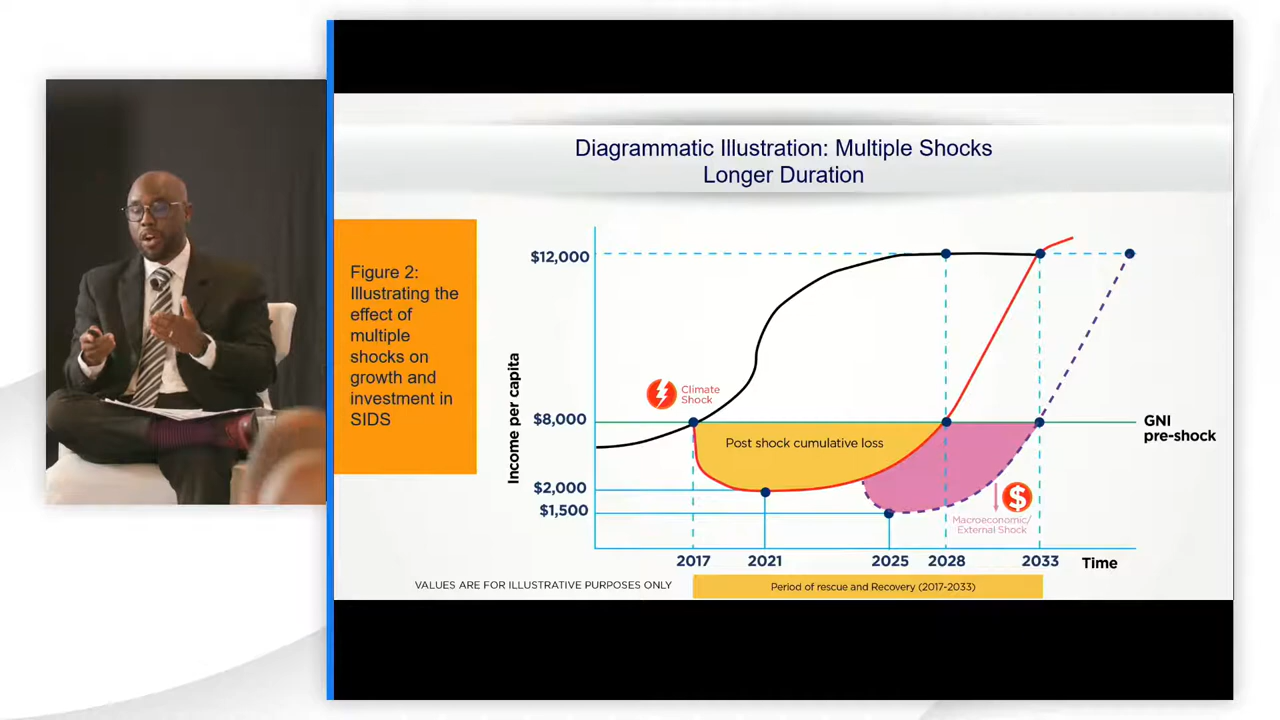 Diagrammatic Illustration: Multiple Shocks
Longer Duration
Figure 2:
Illustrating the
effect of
multiple
shocks on
growth and
investment in
SIDS
Income per capita
$12,000
$8,000
$2,000
$1,500
Climate
Shock
Post shock cumulative loss
GNI
pre-shock
$
Macroeconomic/
External Shock
2017
2021
2025
2028
2033
Time
VALUES ARE FOR ILLUSTRATIVE PURPOSES ONLY
Period of rescue and Recovery (2017-2033)